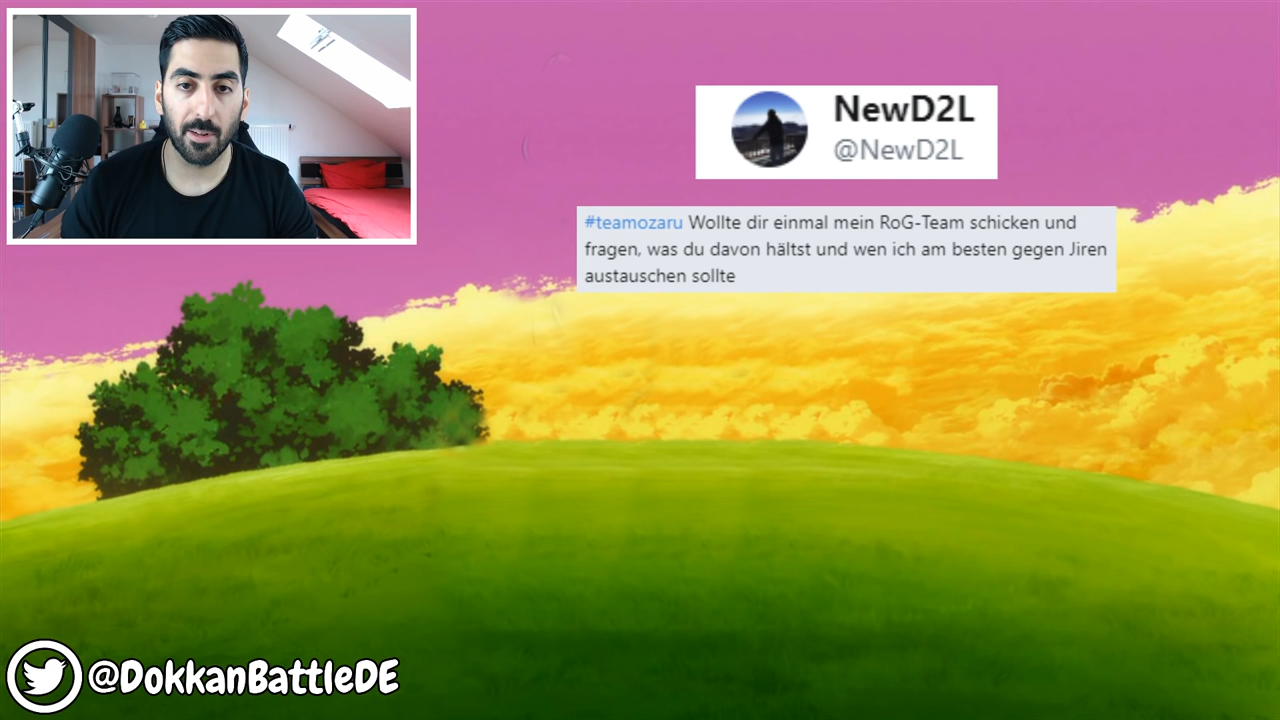 NewD2L
@NewD2L
#teamozaru Wollte dir einmal mein RoG-Team schicken und
fragen, was du davon hältst und wen ich am besten gegen Jiren
austauschen sollte
@DokkanBattleDE